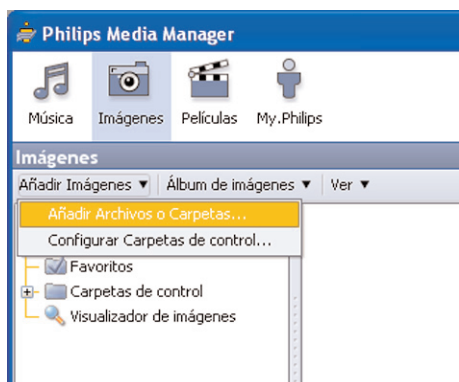 Philips Media Manager
Música Imágenes Películas My.Philips
Imágenes
Añadir Imágenes Álbum de imágenes Ver
Añadir Archivos o Carpetas...
Configurar Carpetas de control...
Favoritos
Carpetas de control
Visualizador de imágenes